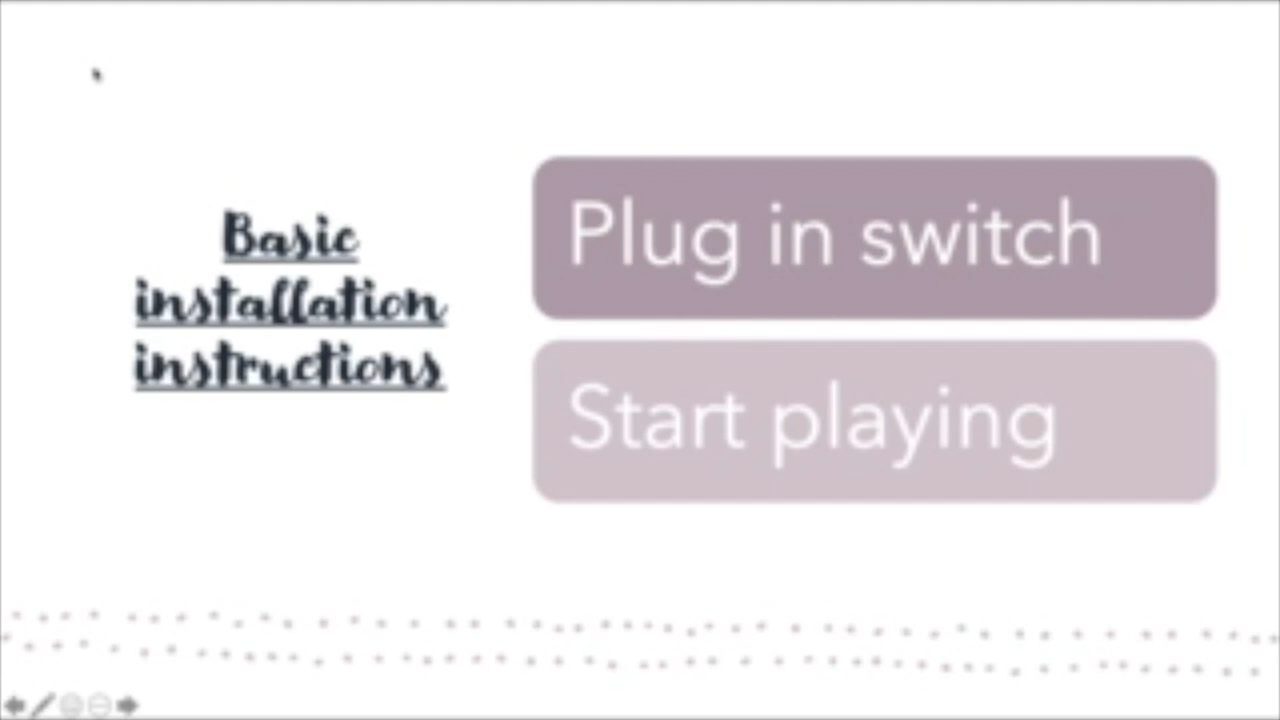 Basic
installation
instructions
Plug in switch
Start playing